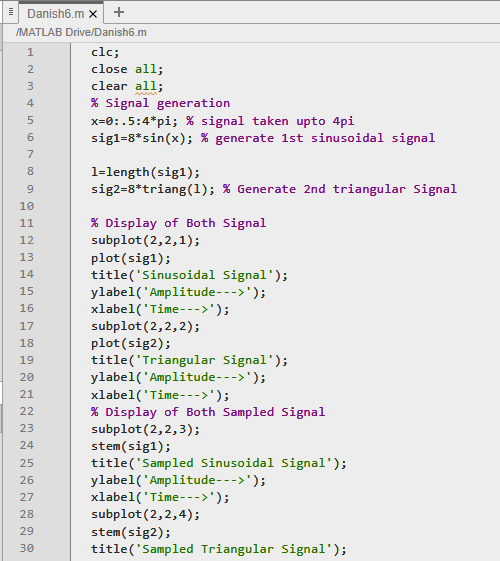 Danish6.m × +
/MATLAB Drive/Danish6.m
1 clc;
2 close all;
3 clear all;
4 % Signal generation
5 x=0:.5:4*pi; % signal taken upto 4pi
6 sig1=8*sin(x); % generate 1st sinusoidal signal
7
8 l=length(sig1);
9 sig2=8*triang(l); % Generate 2nd triangular Signal
10
11 % Display of Both Signal
12 subplot(2,2,1);
13 plot(sig1);
14 title('Sinusoidal Signal');
15 ylabel('Amplitude--->');
16 xlabel('Time--->');
17 subplot(2,2,2);
18 plot(sig2);
19 title('Triangular Signal');
20 ylabel('Amplitude--->');
21 xlabel('Time--->');
22 % Display of Both Sampled Signal
23 subplot(2,2,3);
24 stem(sig1);
25 title('Sampled Sinusoidal Signal');
26 ylabel('Amplitude--->');
27 xlabel('Time--->');
28 subplot(2,2,4);
29 stem(sig2);
30 title('Sampled Triangular Signal');